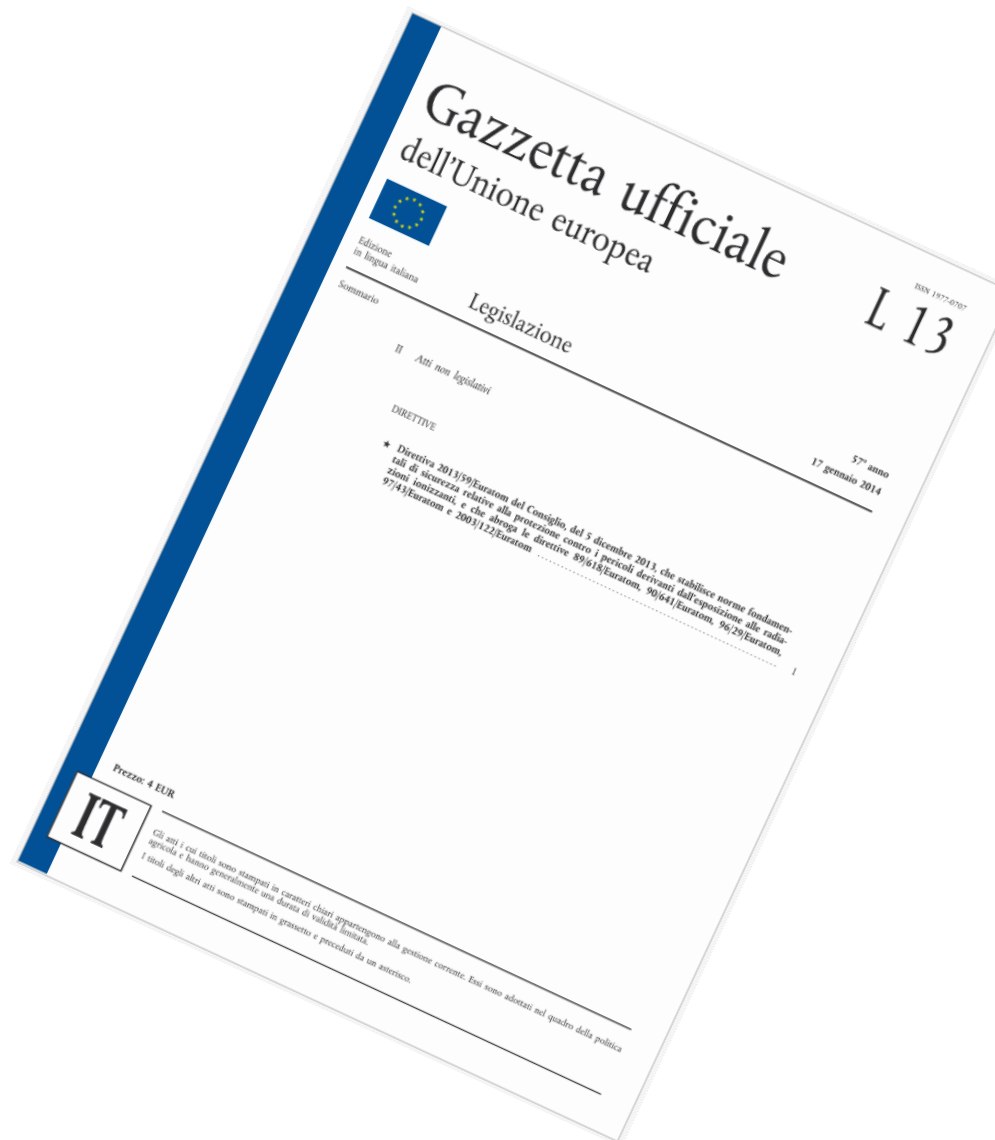 Gazzetta ufficiale
dell'Unione europea
ISSN 1977-0707
L 13
Edizione
in lingua italiana
Legislazione
57° anno
17 gennaio 2014
Sommario
II Atti non legislativi
DIRETTIVE
★ Direttiva 2013/59/Euratom del Consiglio, del 5 dicembre 2013, che stabilisce norme fondamen-
tali di sicurezza relative alla protezione contro i pericoli derivanti dall'esposizione alle radia-
zioni ionizzanti, e che abroga le direttive 89/618/Euratom, 90/641/Euratom, 96/29/Euratom,
97/43/Euratom e 2003/122/Euratom 1
Prezzo: 4 EUR
IT
Gli atti i cui titoli sono stampati in caratteri chiari appartengono alla gestione corrente. Essi sono adottati nel quadro della politica
agricola e hanno generalmente una durata di validità limitata.
I titoli degli altri atti sono stampati in grassetto e preceduti da un asterisco.